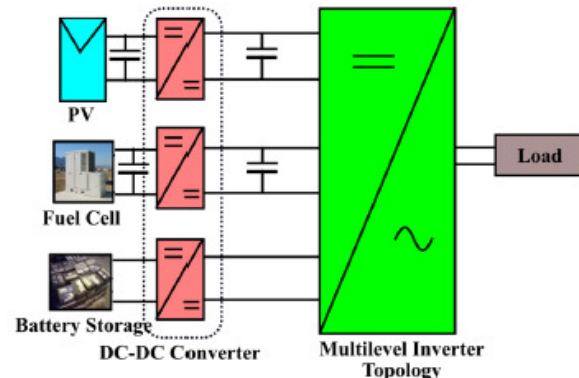 PV
Fuel Cell
Battery Storage
DC-DC Converter
Multilevel Inverter
Topology
Load